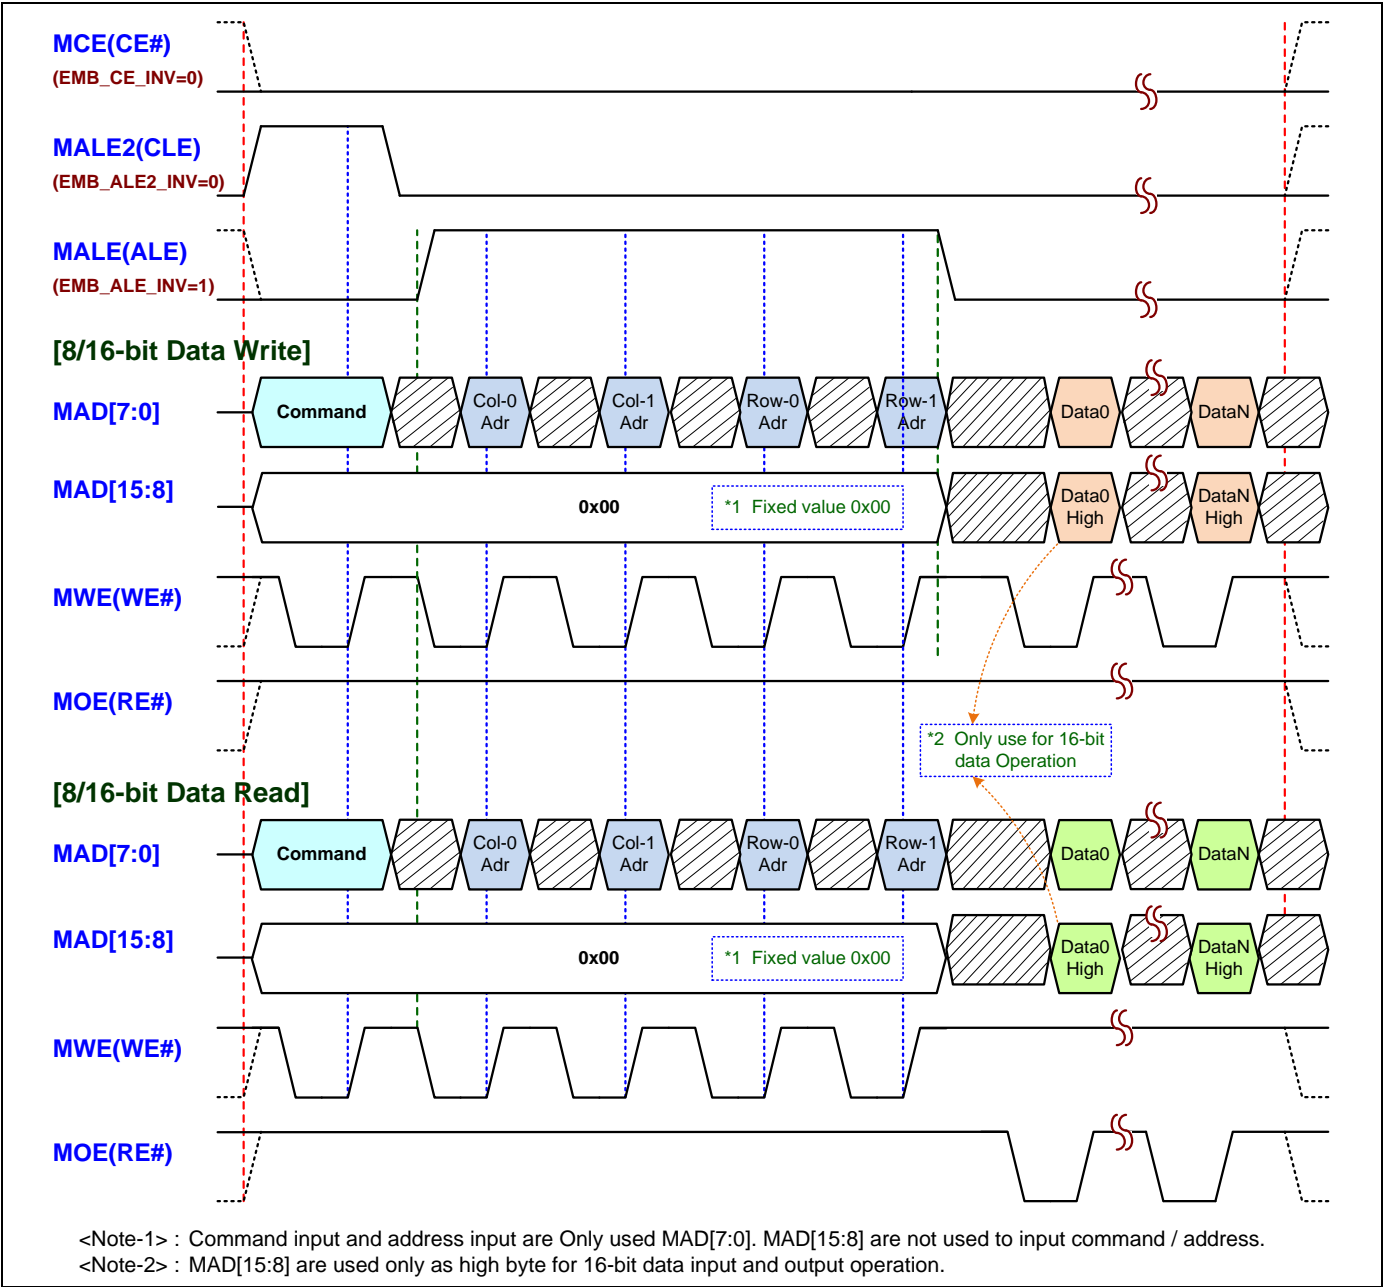 MCE(CE#)
(EMB_CE_INV=0)
MALE2(CLE)
(EMB_ALE2_INV=0)
MALE(ALE)
(EMB_ALE_INV=1)
[8/16-bit Data Write]
MAD[7:0]
Command
Col-0
Adr
Col-1
Adr
Row-0
Adr
Row-1
Adr
Data0
DataN
MAD[15:8]
0x00
*1 Fixed value 0x00
Data0
High
DataN
High
MWE(WE#)
MOE(RE#)
*2 Only use for 16-bit
data Operation
[8/16-bit Data Read]
MAD[7:0]
Command
Col-0
Adr
Col-1
Adr
Row-0
Adr
Row-1
Adr
Data0
DataN
MAD[15:8]
0x00
*1 Fixed value 0x00
Data0
High
DataN
High
MWE(WE#)
MOE(RE#)
<Note-1> : Command input and address input are Only used MAD[7:0]. MAD[15:8] are not used to input command / address.
<Note-2> : MAD[15:8] are used only as high byte for 16-bit data input and output operation.